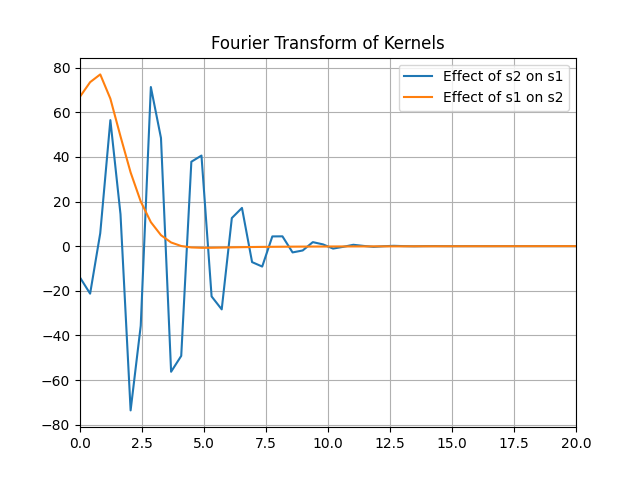 Fourier Transform of Kernels
Effect of s2 on s1
Effect of s1 on s2
80
60
40
20
0
−20
−40
−60
−80
0.0 2.5 5.0 7.5 10.0 12.5 15.0 17.5 20.0